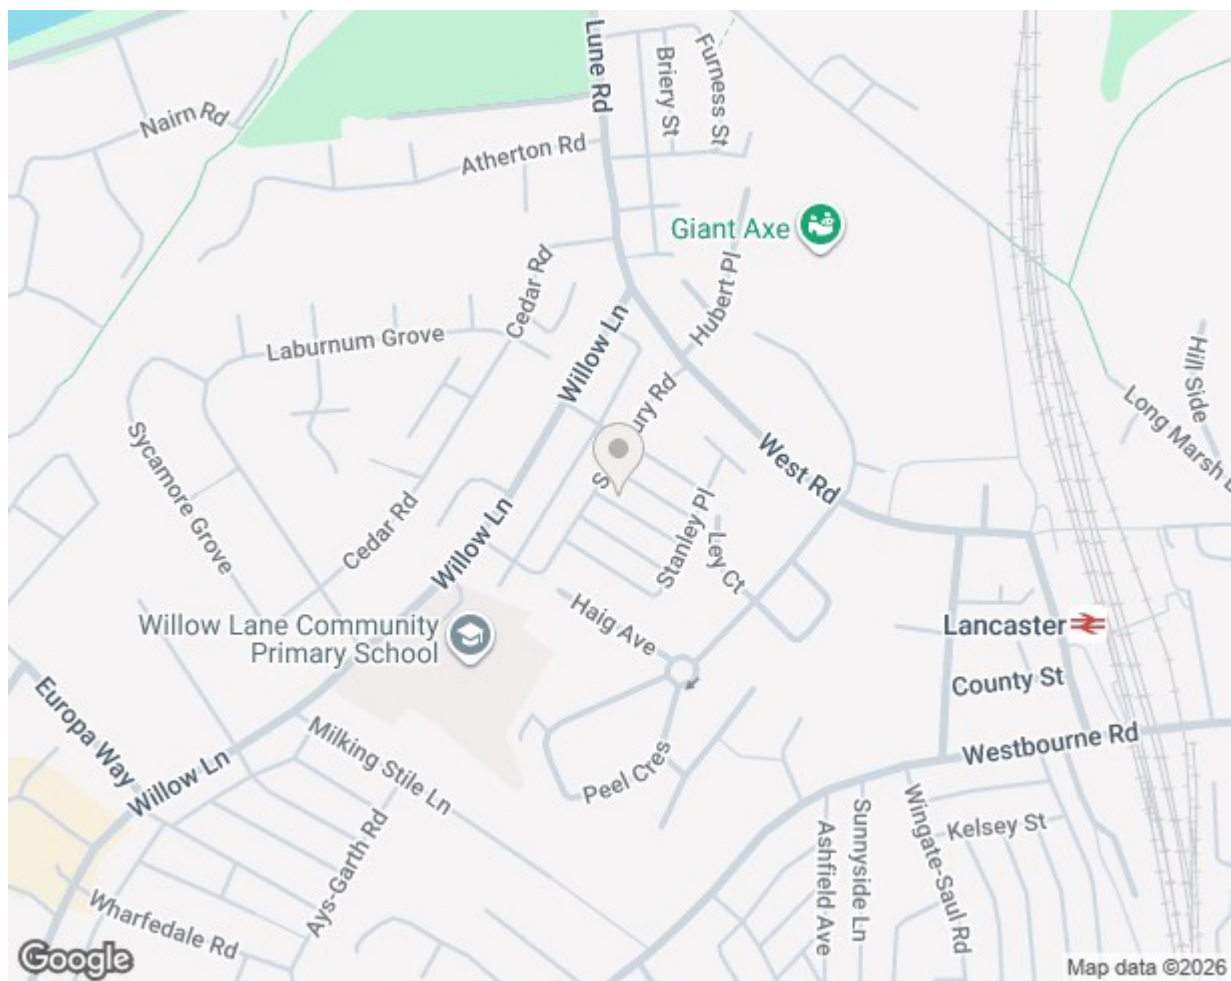 Lune Rd
Briery St
Furness St
Nairn Rd
Atherton Rd
Giant Axe
Hubert Pl
Cedar Rd
Willow Ln
Laburnum Grove
ury Rd
S
West Rd
Hill Side
Long Marsh L
Sycamore Grove
Cedar Rd
Willow Ln
Stanley Pl
Ley Ct
Haig Ave
Willow Lane Community
Primary School
Lancaster
County St
Westbourne Rd
Europa Way
Willow Ln
Milking Stile Ln
Peel Cres
Ays-Garth Rd
Wharfedale Rd
Ashfield Ave
Sunnyside Ln
Wingate-Saul Rd
Kelsey St
Google
Map data ©2026